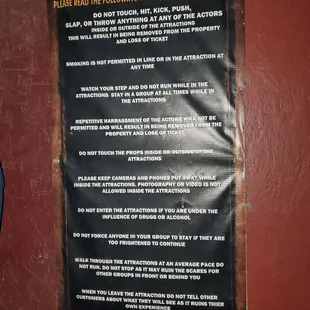 PLEASE READ THE FOLLOWING
DO NOT TOUCH, HIT, KICK, PUSH,
SLAP, OR THROW ANYTHING AT ANY OF THE ACTORS
INSIDE OR OUTSIDE OF THE ATTRACTIONS
THIS WILL RESULT IN BEING REMOVED FROM THE PROPERTY
AND LOSS OF TICKET
SMOKING IS NOT PERMITTED IN LINE OR IN THE ATTRACTION AT
ANY TIME
WATCH YOUR STEP AND DO NOT RUN WHILE IN THE
ATTRACTIONS STAY IN A GROUP AT ALL TIMES WHILE IN
THE ATTRACTIONS
REPETITIVE HARRASSMENT OF THE ACTORS WILL NOT BE
PERMITTED AND WILL RESULT IN BEING REMOVED FROM THE
PROPERTY AND LOSS OF TICKET
DO NOT TOUCH THE PROPS INSIDE OR OUTSIDE OF THE
ATTRACTIONS
PLEASE KEEP CAMERAS AND PHONES PUT AWAY WHILE
INSIDE THE ATTRACTIONS. PHOTOGRAPHY OR VIDEO IS NOT
ALLOWED INSIDE THE ATTRACTIONS
DO NOT ENTER THE ATTRACTIONS IF YOU ARE UNDER THE
INFLUENCE OF DRUGS OR ALCOHOL
DO NOT FORCE ANYONE IN YOUR GROUP TO STAY IF THEY ARE
TOO FRIGHTENED TO CONTINUE
WALK THROUGH THE ATTRACTIONS AT AN AVERAGE PACE DO
NOT RUN. DO NOT STOP AS IT MAY RUIN THE SCARES FOR
OTHER GROUPS IN FRONT OR BEHIND YOU
WHEN YOU LEAVE THE ATTRACTION DO NOT TELL OTHER
CUSTOMERS ABOUT WHAT THEY WILL SEE AS IT RUINS THIER
OWN EXPERIENCE